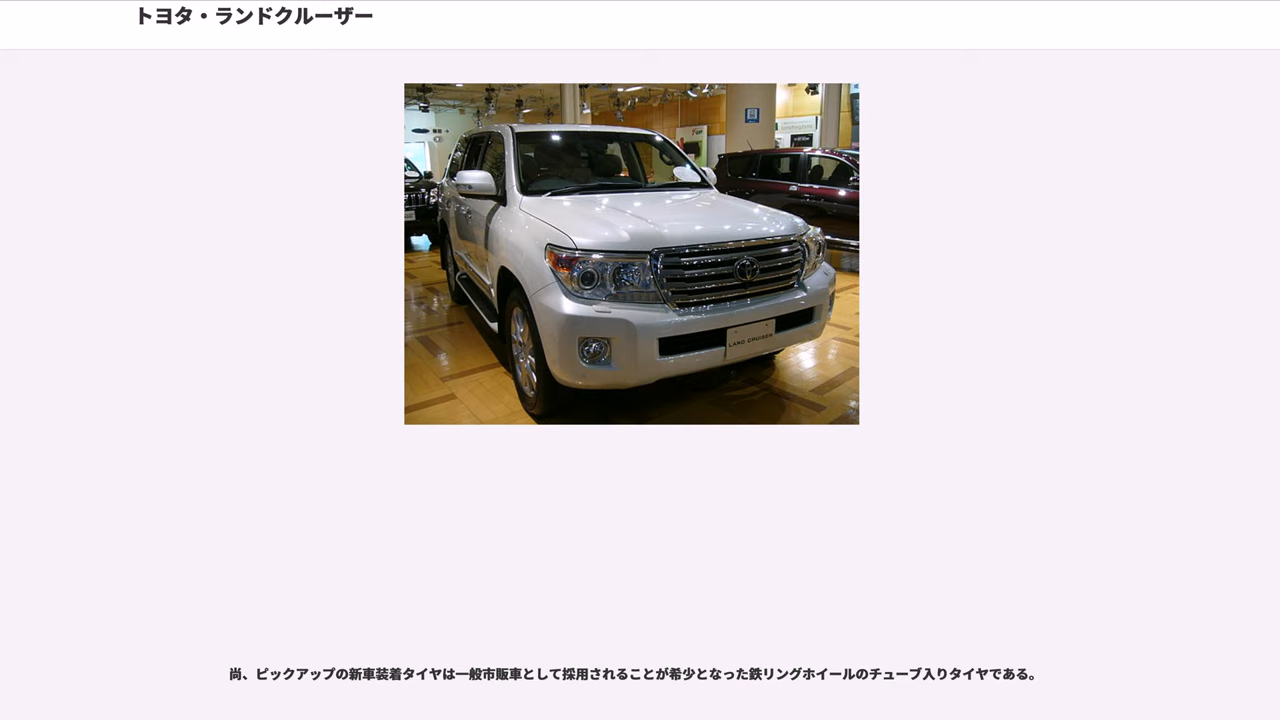 トヨタ・ランドクルーザー
LAND CRUISER
尚、ピックアップの新車装着タイヤは一般市販車として採用されることが希少となった鉄リングホイールのチューブ入りタイヤである。